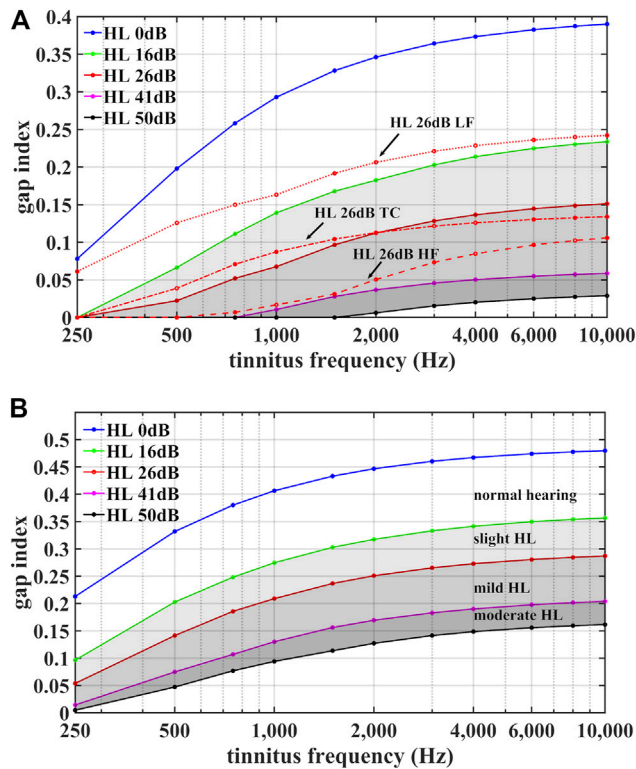 A
HL 0dB
HL 16dB
HL 26dB
HL 41dB
HL 50dB
0.4
0.35
0.3
0.25
0.2
0.15
0.1
0.05
0
gap index
HL 26dB LF
HL 26dB TC
HL 26dB HF
250 500 1,000 2,000 4,000 6,000 10,000
tinnitus frequency (Hz)
B
HL 0dB
HL 16dB
HL 26dB
HL 41dB
HL 50dB
0.5
0.45
0.4
0.35
0.3
0.25
0.2
0.15
0.1
0.05
0
gap index
normal hearing
slight HL
mild HL
moderate HL
250 500 1,000 2,000 4,000 6,000 10,000
tinnitus frequency (Hz)